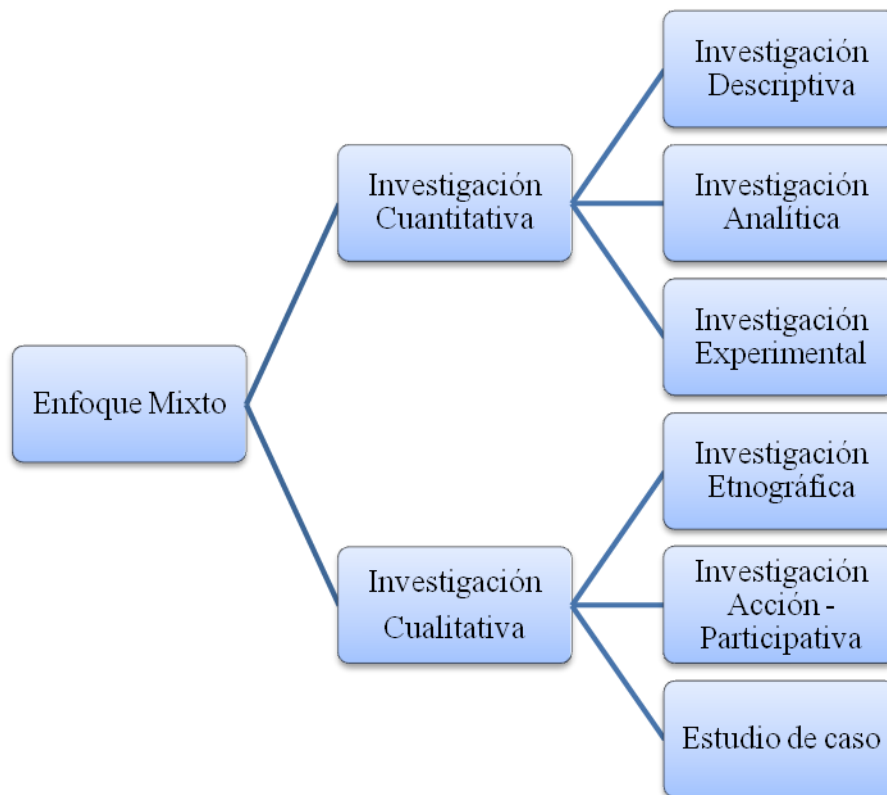 Enfoque Mixto
Investigación
Cuantitativa
Investigación
Descriptiva
Investigación
Analítica
Investigación
Experimental
Investigación
Cualitativa
Investigación
Etnográfica
Investigación
Acción -
Participativa
Estudio de caso